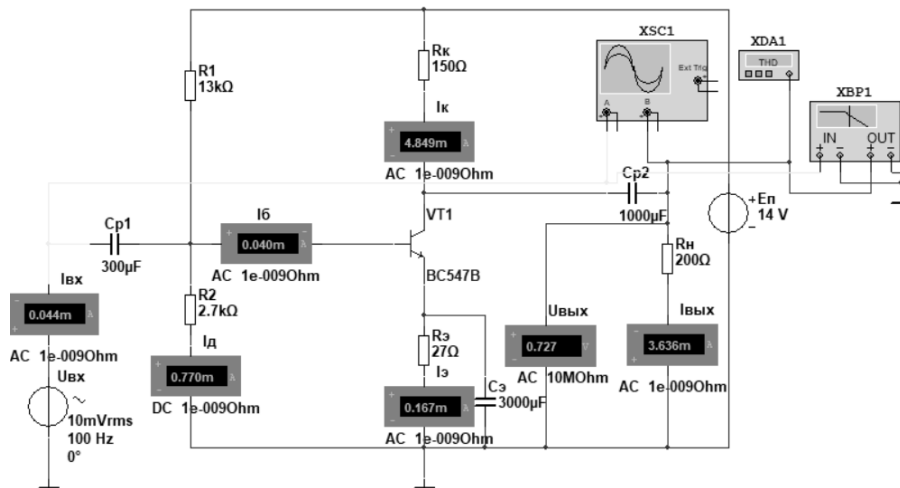 XSC1
Ext Trig
A
B
XDA1
THD
XBP1
IN
OUT
R1
13kΩ
Rк
150Ω
Iк
4.849m
A
AC 1e-009Ohm
Cр2
1000µF
+
Eп
14 V
VT1
BC547B
Cр1
300µF
Iб
0.040m
A
AC 1e-009Ohm
Iвх
0.044m
A
AC 1e-009Ohm
Uвх
10mVrms
100 Hz
0°
R2
2.7kΩ
Iд
0.770m
A
DC 1e-009Ohm
Rэ
27Ω
Iэ
0.167m
A
AC 1e-009Ohm
Cэ
3000µF
Uвых
0.727
V
AC 10MOhm
Rн
200Ω
Iвых
3.636m
A
AC 1e-009Ohm